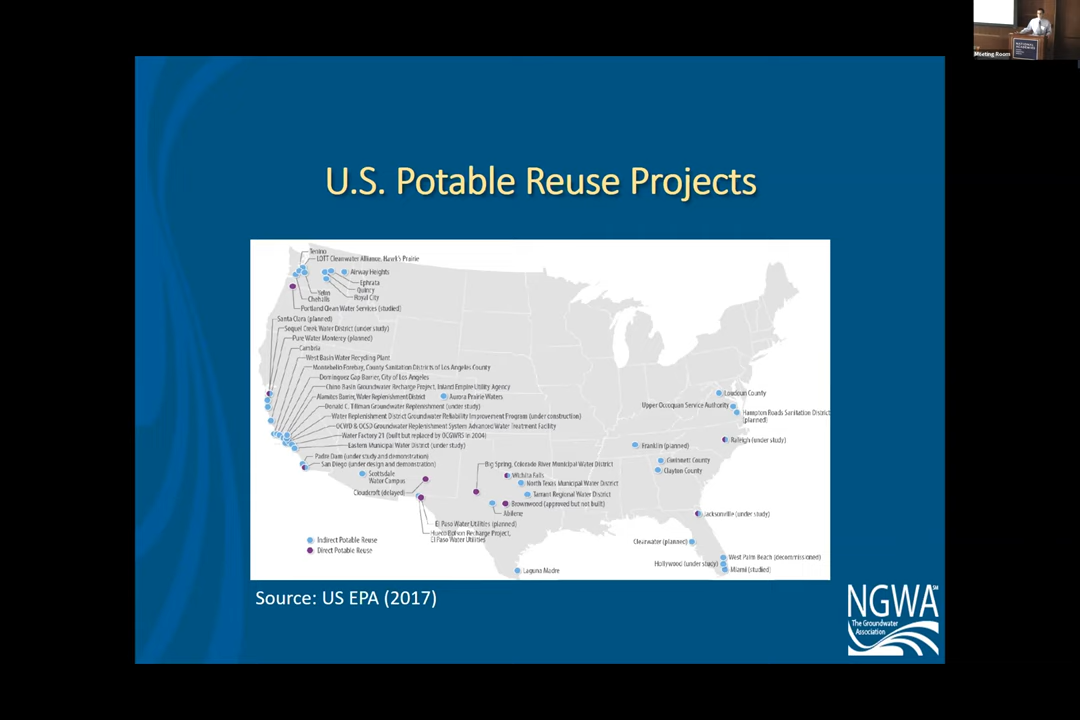 Meeting Room
U.S. Potable Reuse Projects
Tenino
LOTT Clearwater Alliance, Hawk's Prairie
Airway Heights
Ephrata
Quincy
Royal City
Yelm
Chehalis
Portland Clean Water Services (studied)
Santa Clara (planned)
Soquel Creek Water District (under study)
Pure Water Monterey (planned)
Cambria
West Basin Water Recycling Plant
Montebello Forebay, County Sanitation Districts of Los Angeles County
Dominguez Gap Barrier, City of Los Angeles
Chino Basin Groundwater Recharge Project, Inland Empire Utility Agency
Alamitos Barrier, Water Replenishment District
Aurora Prairie Waters
Donald C. Tillman Groundwater Replenishment (under study)
Water Replenishment District Groundwater Reliability Improvement Program (under construction)
OCWD & OCSD Groundwater Replenishment System Advanced Water Treatment Facility
Water Factory 21 (built but replaced by OCGWRS in 2004)
Eastern Municipal Water District (under study)
Padre Dam (under study and demonstration)
San Diego (under design and demonstration)
Scottsdale
Water Campus
Cloudcroft (delayed)
Big Spring, Colorado River Municipal Water District
Wichita Falls
North Texas Municipal Water District
Tarrant Regional Water District
Brownwood (approved but not built)
Abilene
El Paso Water Utilities (planned)
Hueco Bolson Recharge Project,
El Paso Water Utilities
Laguna Madre
Loudoun County
Upper Occoquan Service Authority
Hampton Roads Sanitation District
(planned)
Raleigh (under study)
Franklin (planned)
Gwinnett County
Clayton County
Jacksonville (under study)
Clearwater (planned)
West Palm Beach (decommissioned)
Hollywood (under study)
Miami (studied)
Indirect Potable Reuse
Direct Potable Reuse
Source: US EPA (2017)
NGWA
The Groundwater
Association